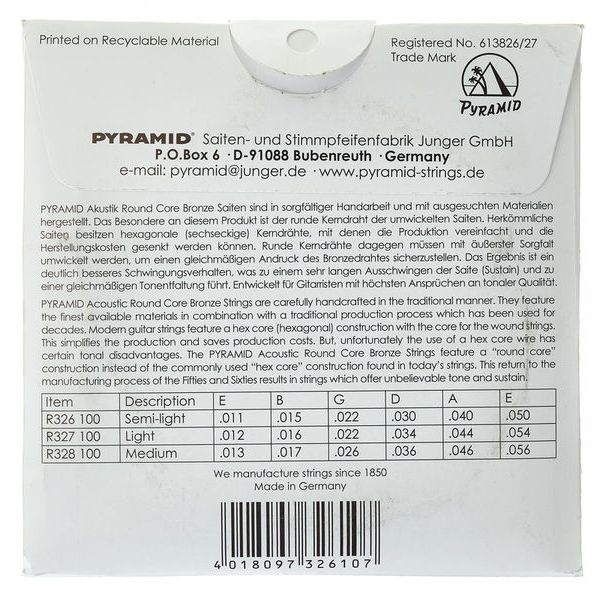 Printed on Recyclable Material
Registered No. 613826/27
Trade Mark
PYRAMID
PYRAMID® Saiten- und Stimmpfeifenfabrik Junger GmbH
P.O.Box 6 · D-91088 Bubenreuth · Germany
e-mail: pyramid@junger.de · www.pyramid-strings.de
PYRAMID Akustik Round Core Bronze Saiten sind in sorgfältiger Handarbeit und mit ausgesuchten Materialien
hergestellt. Das Besondere an diesem Produkt ist der runde Kerndraht der umwickelten Saiten. Herkömmliche
Saiten besitzen hexagonale (sechseckige) Kerndrähte, mit denen die Produktion vereinfacht und die
Herstellungskosten gesenkt werden können. Runde Kerndrähte dagegen müssen mit äußerster Sorgfalt
umwickelt werden, um einen gleichmäßigen Andruck des Bronzedrahtes sicherzustellen. Das Ergebnis ist ein
deutlich besseres Schwingungsverhalten, was zu einem sehr langen Ausschwingen der Saite (Sustain) und zu
einer gleichmäßigen Tonentfaltung führt. Entwickelt für Gitarristen mit höchsten Ansprüchen an tonaler Qualität.
PYRAMID Acoustic Round Core Bronze Strings are carefully handcrafted in the traditional manner. They feature
the finest available materials in combination with a traditional production process which has been used for
decades. Modern guitar strings feature a hex core (hexagonal) construction with the core for the wound strings.
This simplifies the production and saves production costs. But, unfortunately the use of a hex core wire has
certain tonal disadvantages. The PYRAMID Acoustic Round Core Bronze Strings feature a "round core"
construction instead of the commonly used "hex core" construction found in today's strings. This return to the
manufacturing process of the Fifties and Sixties results in strings which offer unbelievable tone and sustain.
Item Description E B G D A E
R326 100 Semi-light .011 .015 .022 .030 .040 .050
R327 100 Light .012 .016 .022 .034 .044 .054
R328 100 Medium .013 .017 .026 .036 .046 .056
We manufacture strings since 1850
Made in Germany
4 018097 326107